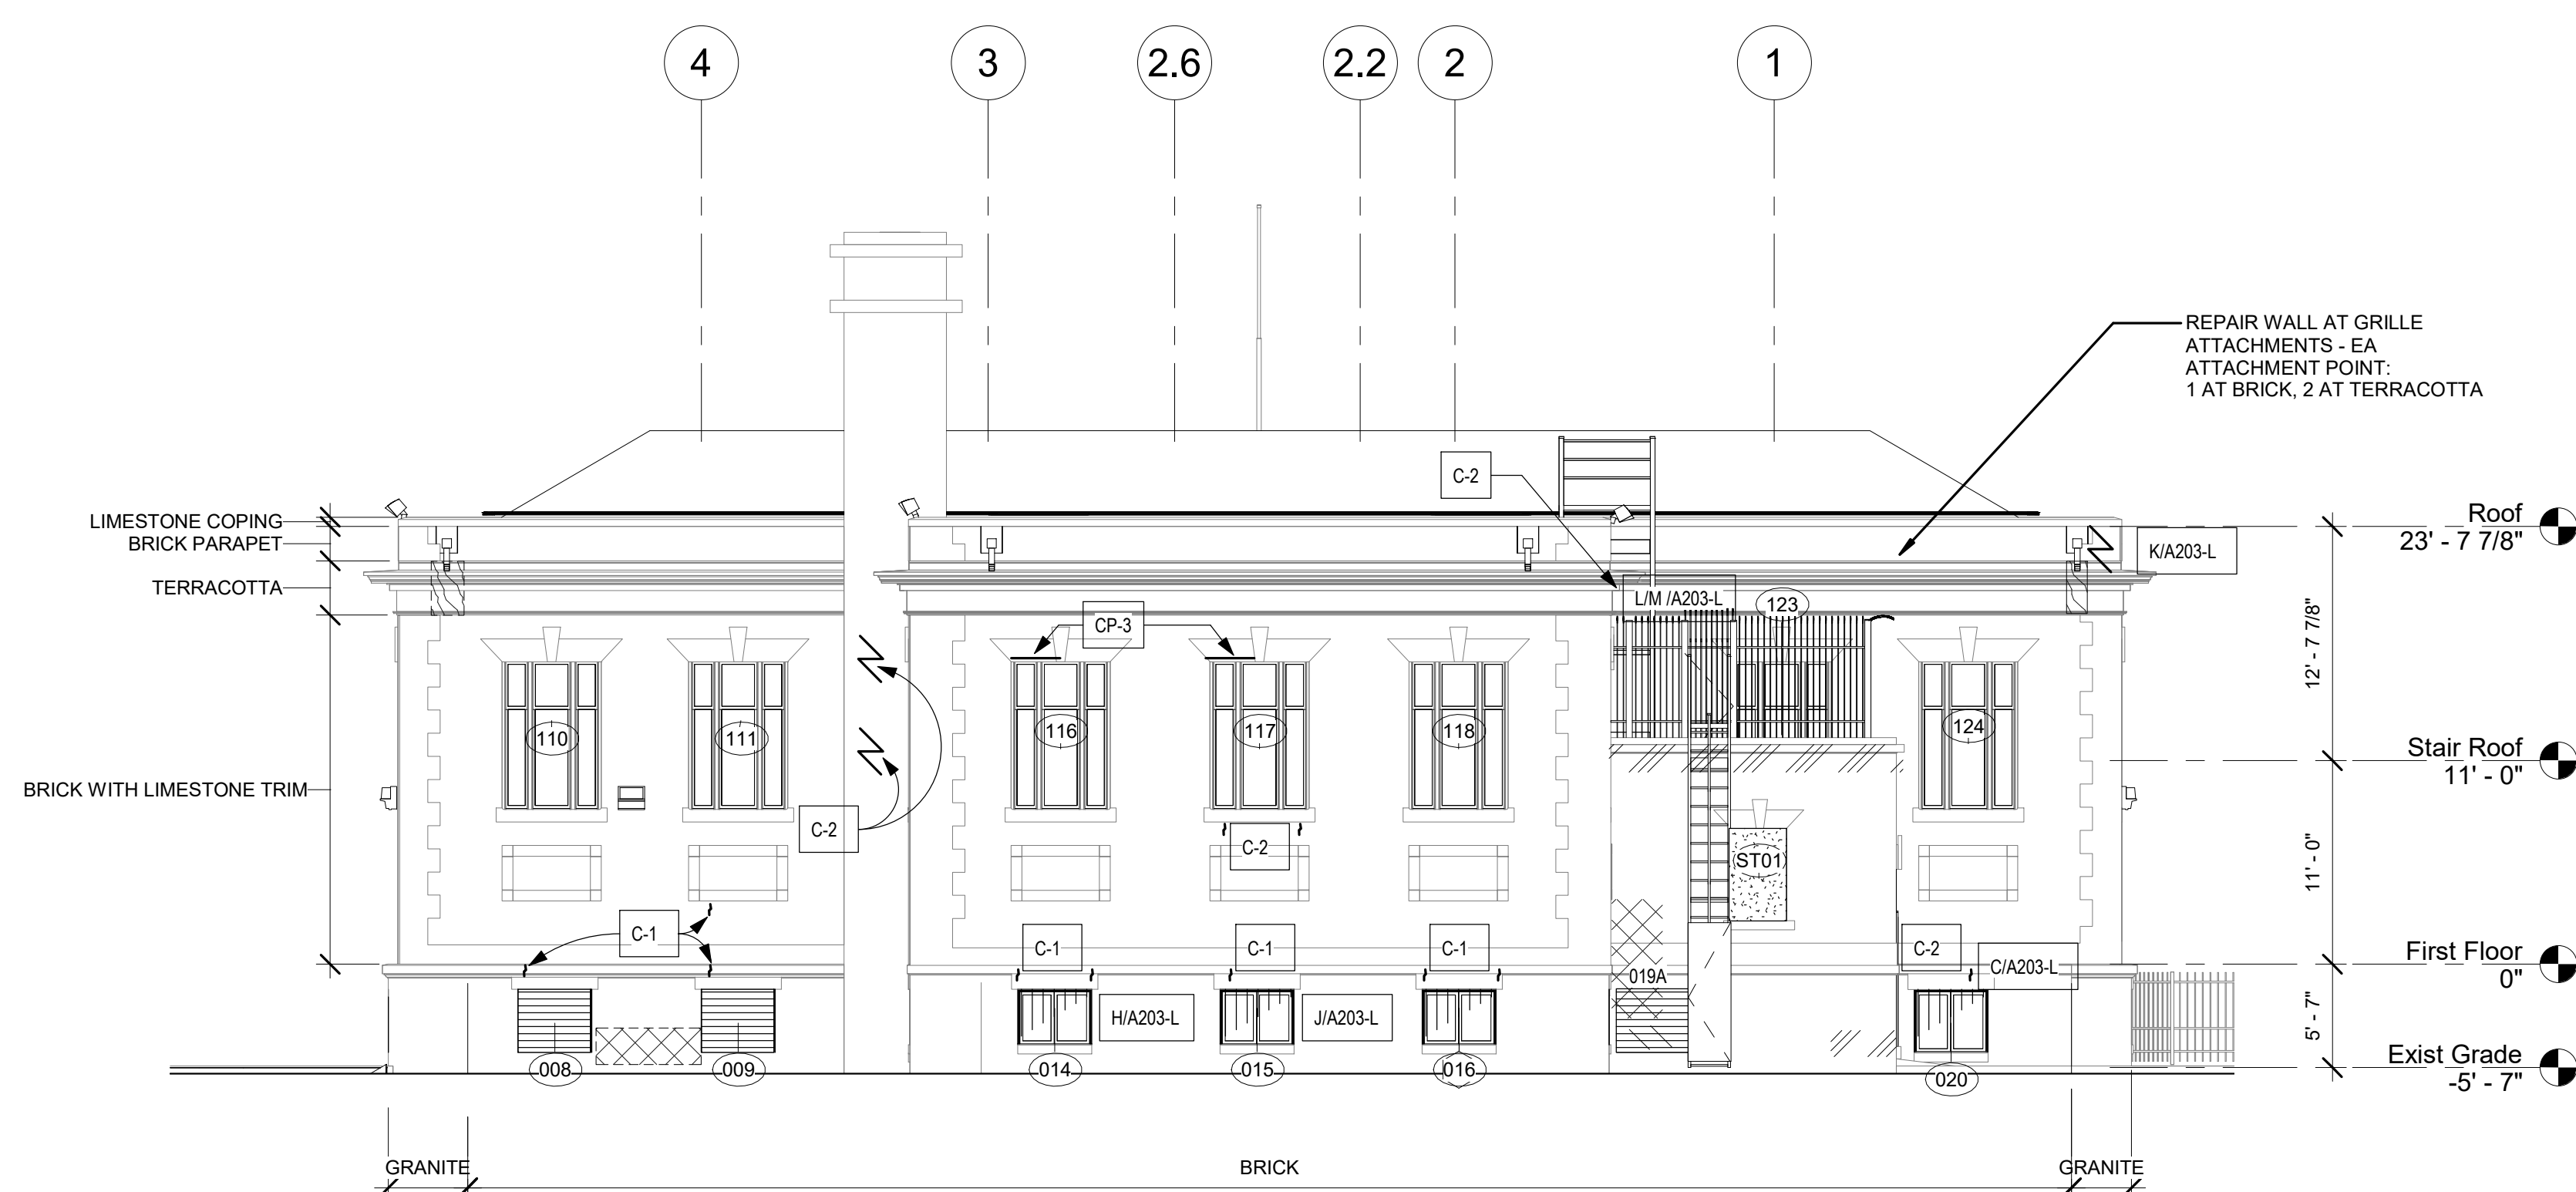 4
3
2.6
2.2
2
1
REPAIR WALL AT GRILLE
ATTACHMENTS - EA
ATTACHMENT POINT:
1 AT BRICK, 2 AT TERRACOTTA
C-2
LIMESTONE COPING
BRICK PARAPET
TERRACOTTA
BRICK WITH LIMESTONE TRIM
Roof
23' - 7 7/8"
K/A203-L
L/M /A203-L
123
CP-3
12' - 7 7/8"
110
111
116
117
118
124
Stair Roof
11' - 0"
C-2
C-2
ST01
11' - 0"
C-1
C-1
C-1
C-1
C-2
C/A203-L
First Floor
0"
019A
H/A203-L
J/A203-L
5' - 7"
Exist Grade
-5' - 7"
008
009
014
015
016
020
GRANITE
BRICK
GRANITE